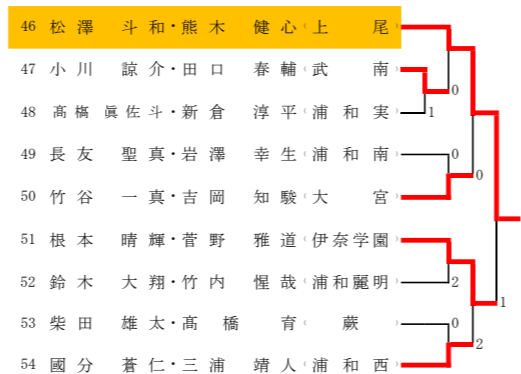 46 松澤 斗和・熊木 健心（上尾）
47 小川 諒介・田口 春輔（武南） 0
48 髙橋 眞佐斗・新倉 淳平（浦和実） 1
49 長友 聖真・岩澤 幸生（浦和南） 0
0
50 竹谷 一真・吉岡 知駿（大宮）
51 根本 晴輝・菅野 雅道（伊奈学園）
52 鈴木 大翔・竹内 惺哉（浦和麗明） 2
1
53 柴田 雄太・髙橋 育（蕨） 0
2
54 國分 蒼仁・三浦 靖人（浦和西）